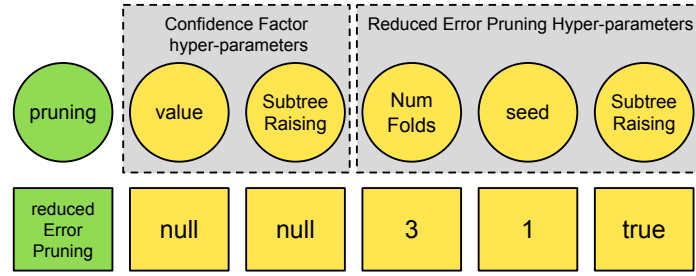 Confidence Factor
hyper-parameters
Reduced Error Pruning Hyper-parameters
pruning
value
Subtree
Raising
Num
Folds
seed
Subtree
Raising
reduced
Error
Pruning
null
null
3
1
true